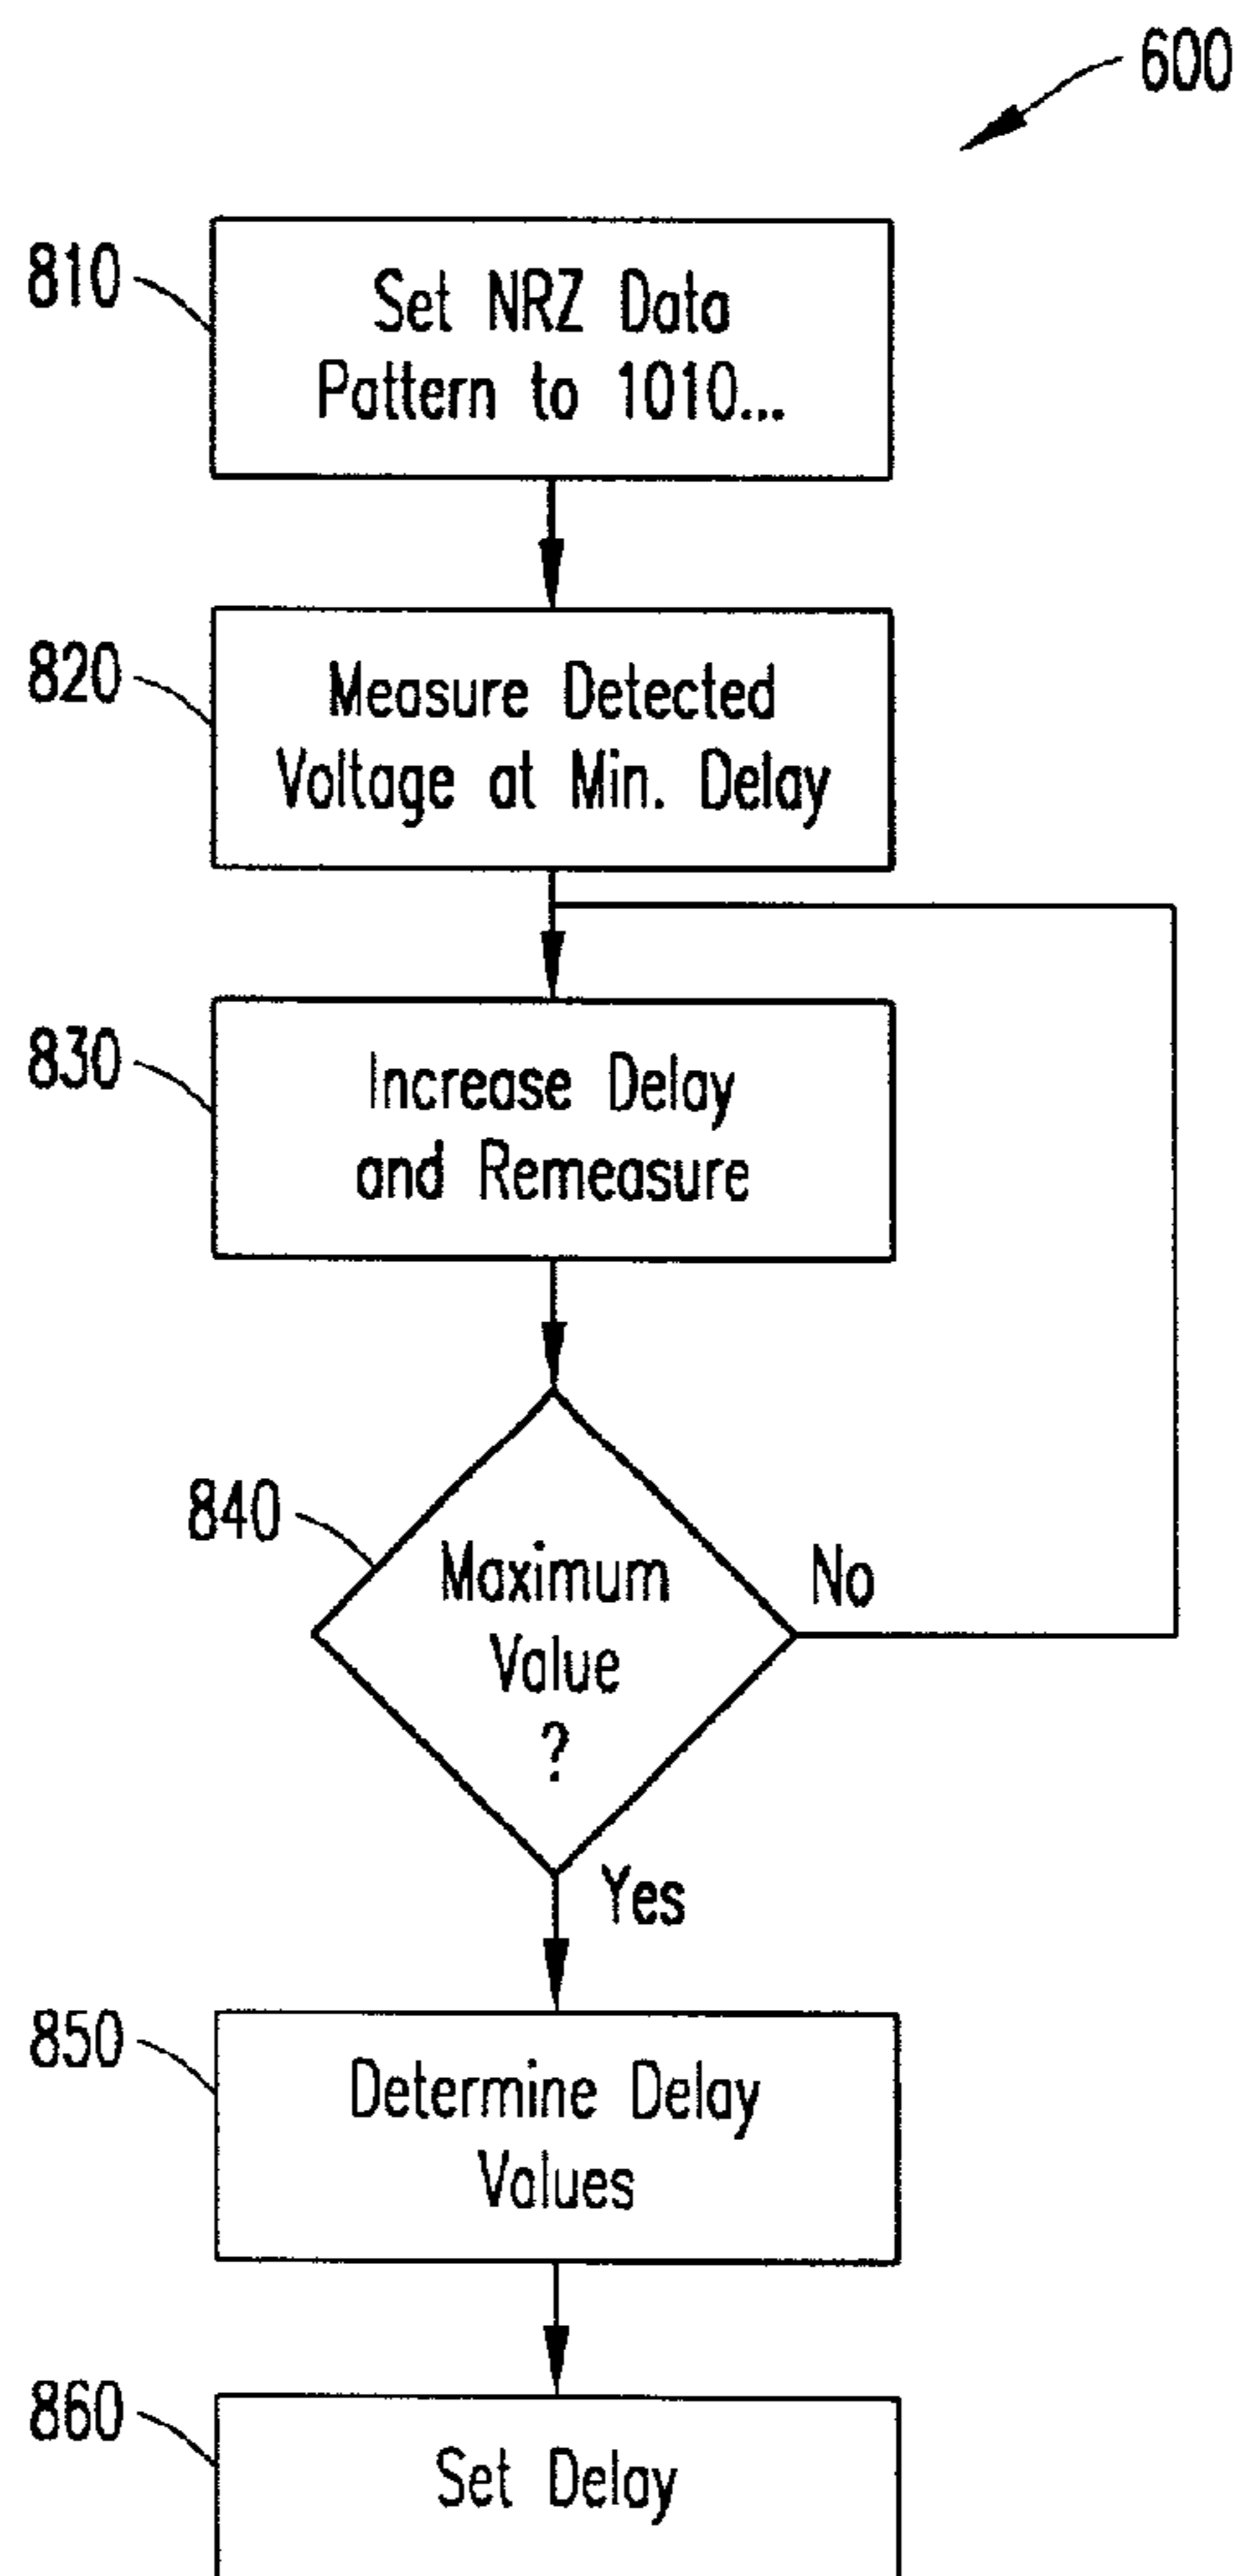 600
810
Set NRZ Data
Pattern to 1010...
820
Measure Detected
Voltage at Min. Delay
830
Increase Delay
and Remeasure
840
Maximum
Value
?
No
Yes
850
Determine Delay
Values
860
Set Delay